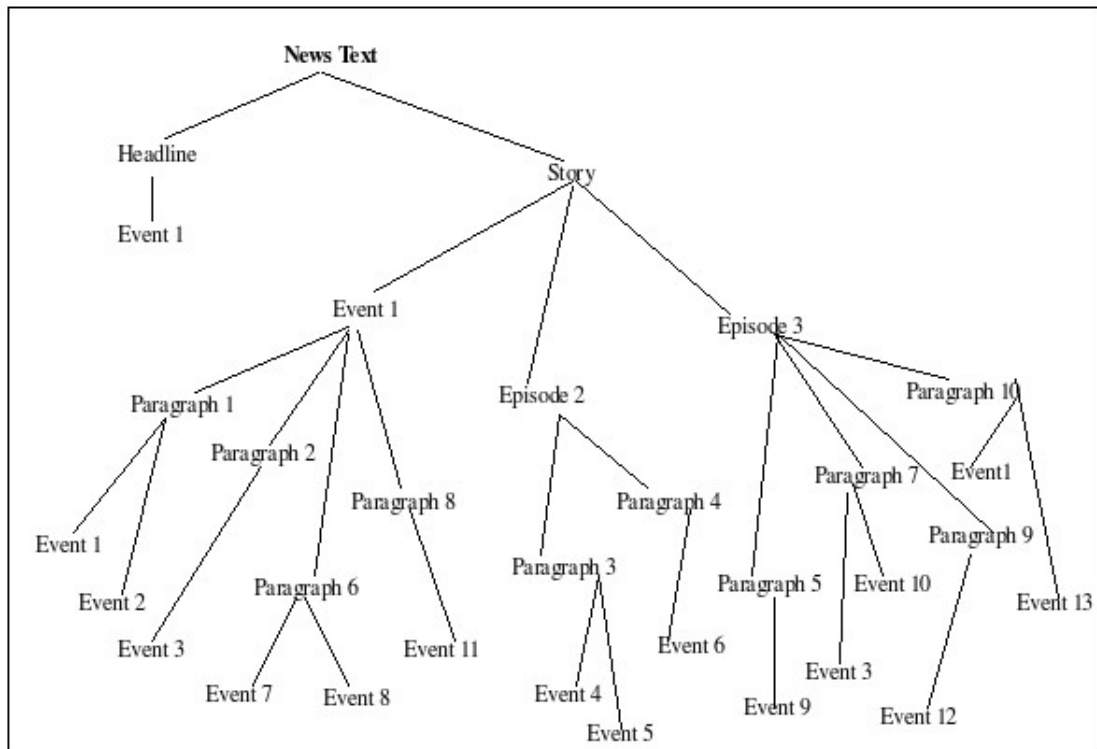 News Text
Headline
Story
Event 1
Event 1
Episode 3
Episode 2
Paragraph 1
Paragraph 10
Paragraph 2
Paragraph 7
Event1
Paragraph 8
Paragraph 4
Event 1
Paragraph 9
Paragraph 3
Paragraph 6
Paragraph 5
Event 10
Event 2
Event 13
Event 3
Event 11
Event 6
Event 3
Event 7
Event 8
Event 4
Event 9
Event 12
Event 5